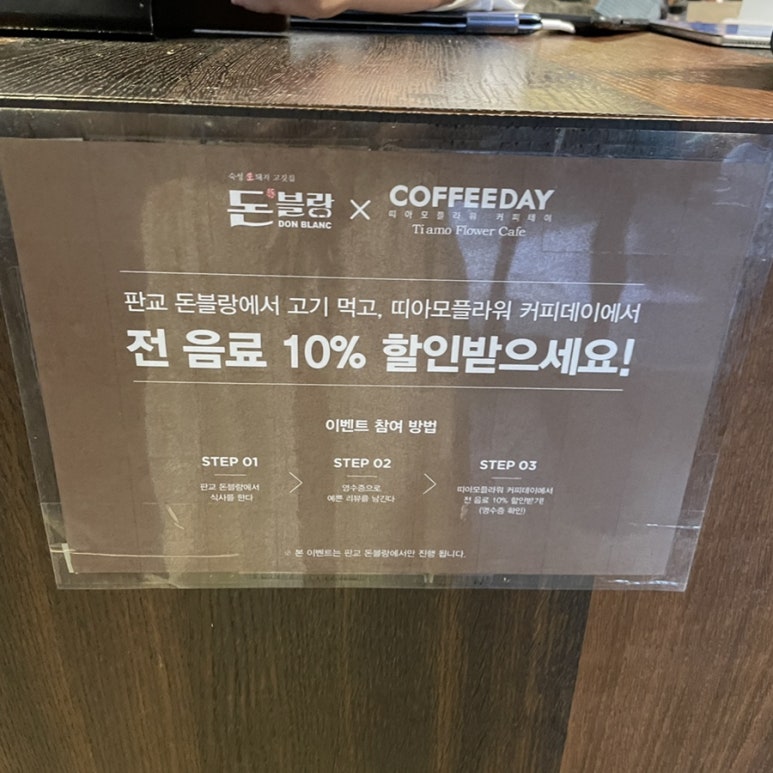 숙성 生돼지 고깃집
돈블랑
DON BLANC
×
COFFEEDAY
띠아모플라워 커피데이
Tiamo Flower Cafe
판교 돈블랑에서 고기 먹고, 띠아모플라워 커피데이에서
전 음료 10% 할인받으세요!
이벤트 참여 방법
STEP 01
판교 돈블랑에서
식사를 한다
>
STEP 02
영수증으로
예쁜 리뷰를 남긴다
>
STEP 03
띠아모플라워 커피데이에서
전 음료 10% 할인받기!
(영수증 확인)
※ 본 이벤트는 판교 돈블랑에서만 진행 됩니다.